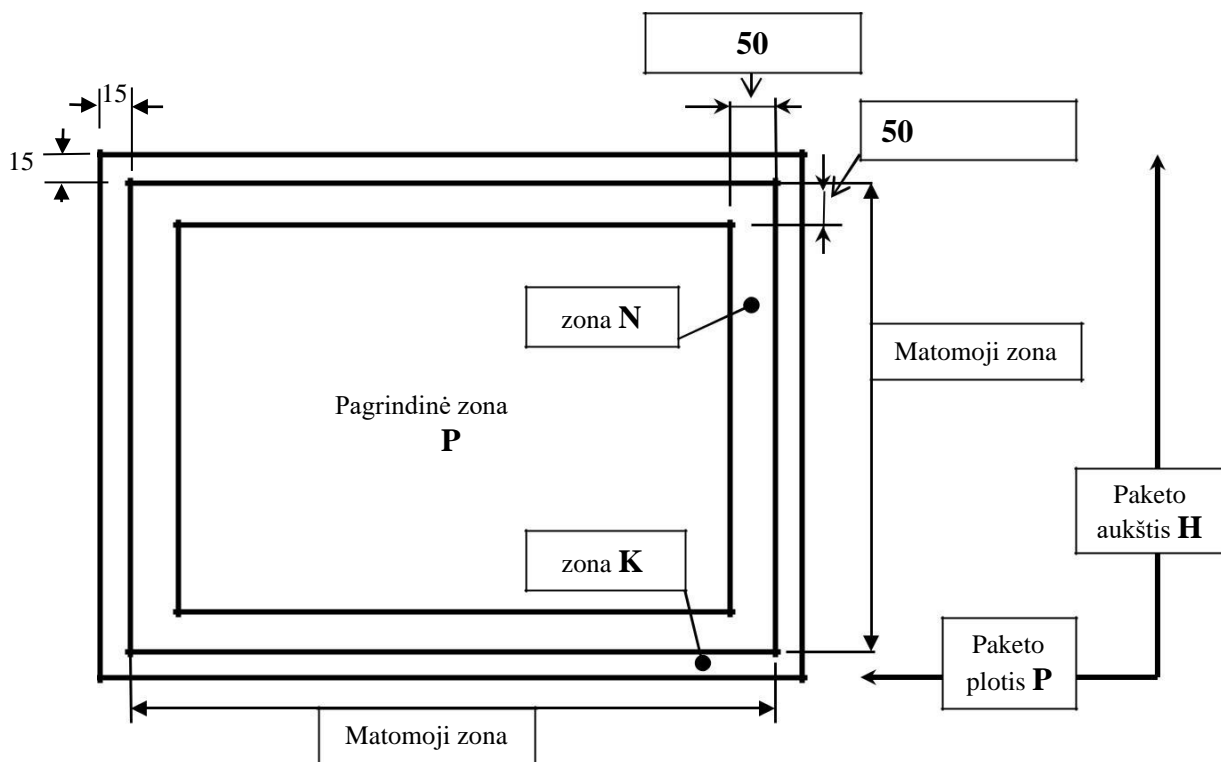 50
15
50
15
zona N
Matomoji zona
Pagrindinė zona
P
Paketo
aukštis H
zona K
Paketo
plotis P
Matomoji zona